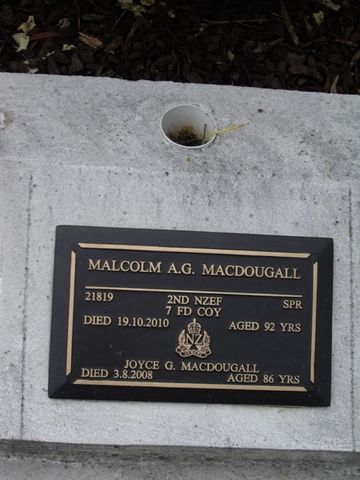 MALCOLM A.G. MACDOUGALL
21819 2ND NZEF SPR
7 FD COY
DIED 19.10.2010 AGED 92 YRS
NZ
JOYCE G. MACDOUGALL
DIED 3.8.2008 AGED 86 YRS